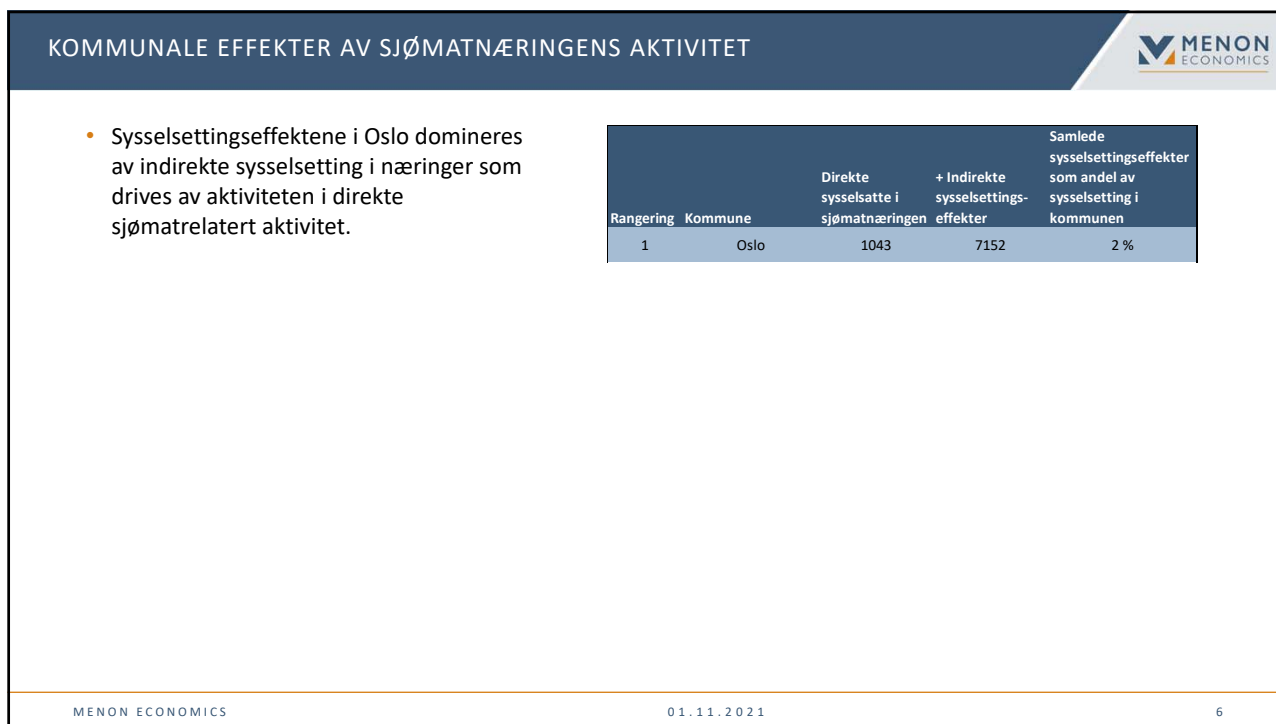 KOMMUNALE EFFEKTER AV SJØMATNÆRINGENS AKTIVITET
MENON
ECONOMICS
• Sysselsettingseffektene i Oslo domineres
av indirekte sysselsetting i næringer som
drives av aktiviteten i direkte
sjømatrelatert aktivitet.
Rangering Kommune Direkte sysselsatte i sjømatnæringen + Indirekte sysselsettings-effekter Samlede sysselsettingseffekter som andel av sysselsetting i kommunen
1 Oslo 1043 7152 2 %
MENON ECONOMICS 01.11.2021 6